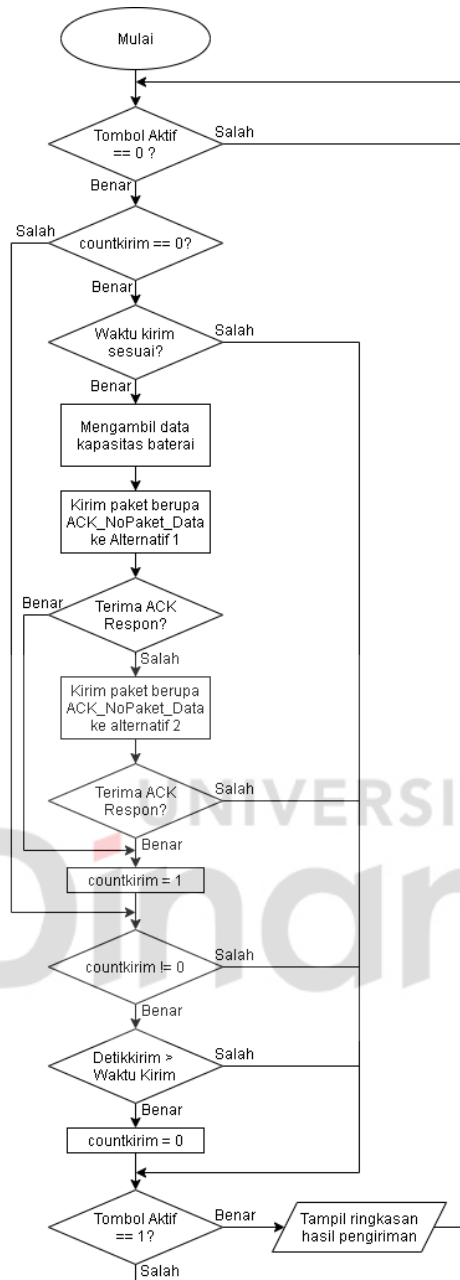 Mulai
Tombol Aktif
== 0 ?
Salah
Benar
Salah
countkirim == 0?
Benar
Waktu kirim
sesuai?
Salah
Benar
Mengambil data
kapasitas baterai
Kirim paket berupa
ACK_NoPaket_Data
ke Alternatif 1
Benar
Terima ACK
Respon?
Salah
Kirim paket berupa
ACK_NoPaket_Data
ke alternatif 2
Terima ACK
Respon?
Salah
UNIVERSI
Benar
Dinar
countkirim = 1
countkirim != 0
Salah
Benar
Detikkirim >
Waktu Kirim
Salah
Benar
countkirim = 0
Tombol Aktif
== 1?
Benar
Tampil ringkasan
hasil pengiriman
Salah